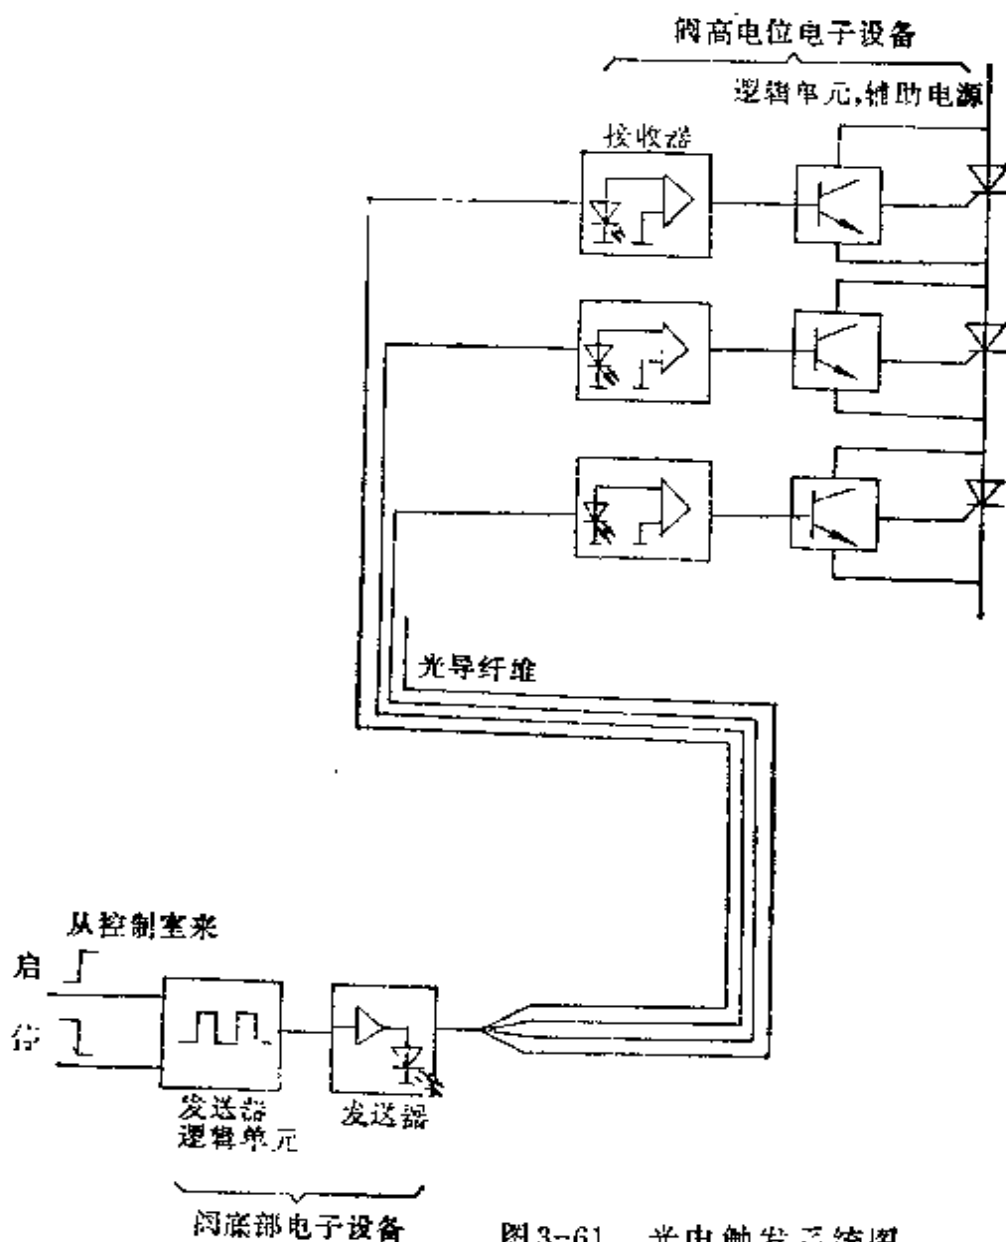 阀高电位电子设备
逻辑单元,辅助电源
接收器
光导纤维
从控制室来
启
停
发送器
逻辑单元
发送器
阀底部电子设备
图3-61 光电触发系统图